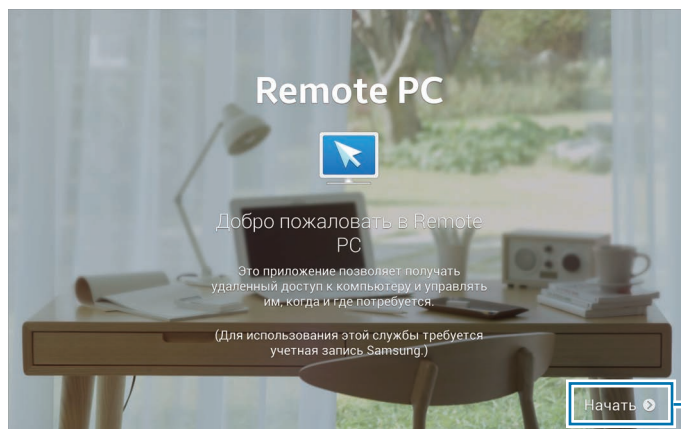 Remote PC
Добро пожаловать в Remote
PC
Это приложение позволяет получать
удаленный доступ к компьютеру и управлять
им, когда и где потребуется.
(Для использования этой службы требуется
учетная запись Samsung.)
Начать